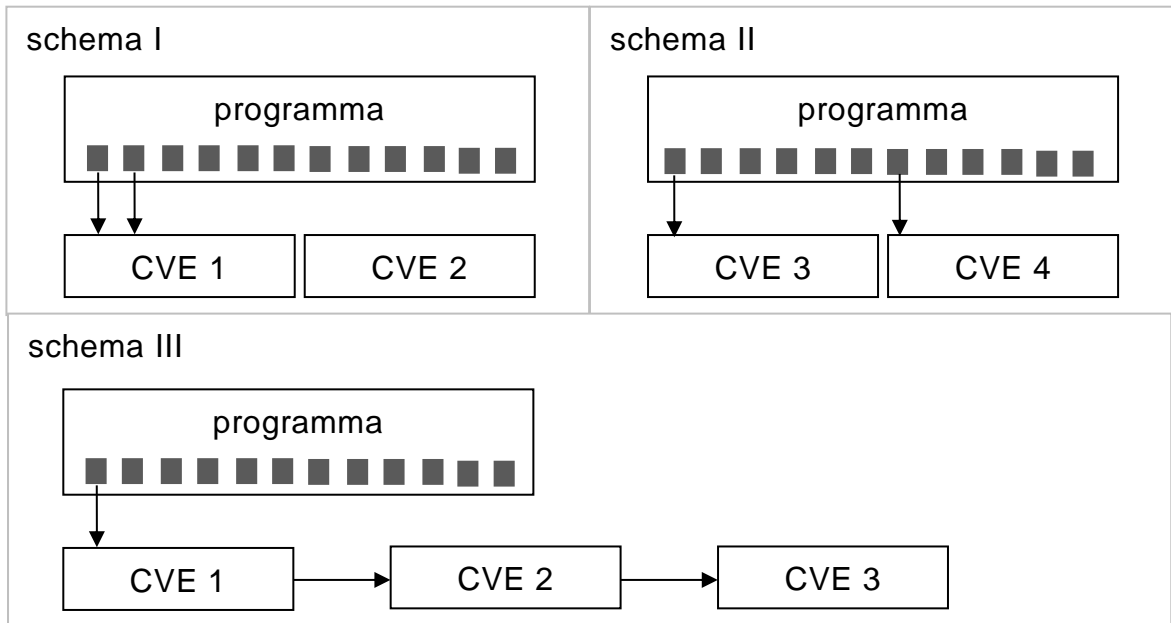 schema I
programma
CVE 1 CVE 2
schema II
programma
CVE 3 CVE 4
schema III
programma
CVE 1 CVE 2 CVE 3